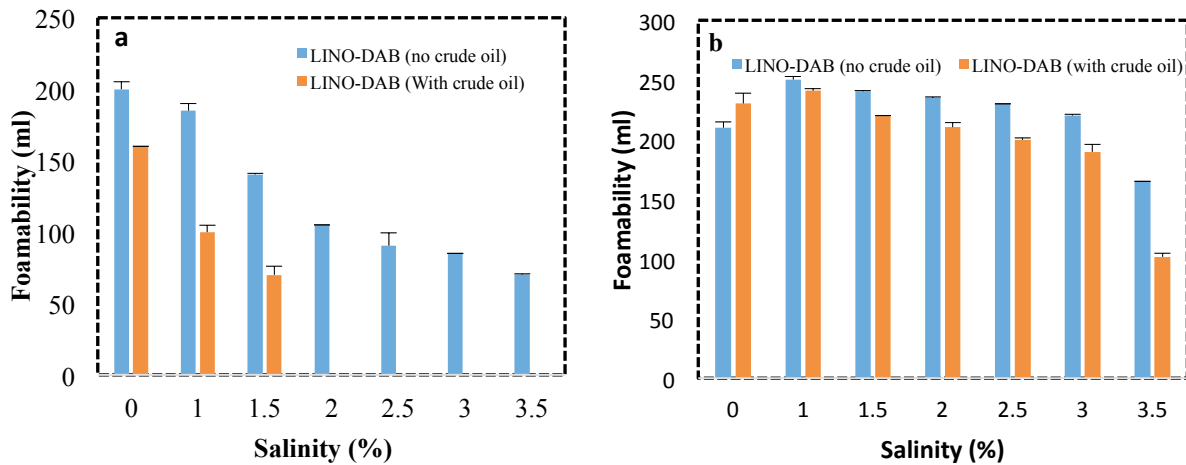 a
LINO-DAB (no crude oil)
LINO-DAB (With crude oil)
Foamability (ml)
250
200
150
100
50
0
0 1 1.5 2 2.5 3 3.5
Salinity (%)
b
LINO-DAB (no crude oil) LINO-DAB (with crude oil)
Foamability (ml)
300
250
200
150
100
50
0
0 1 1.5 2 2.5 3 3.5
Salinity (%)